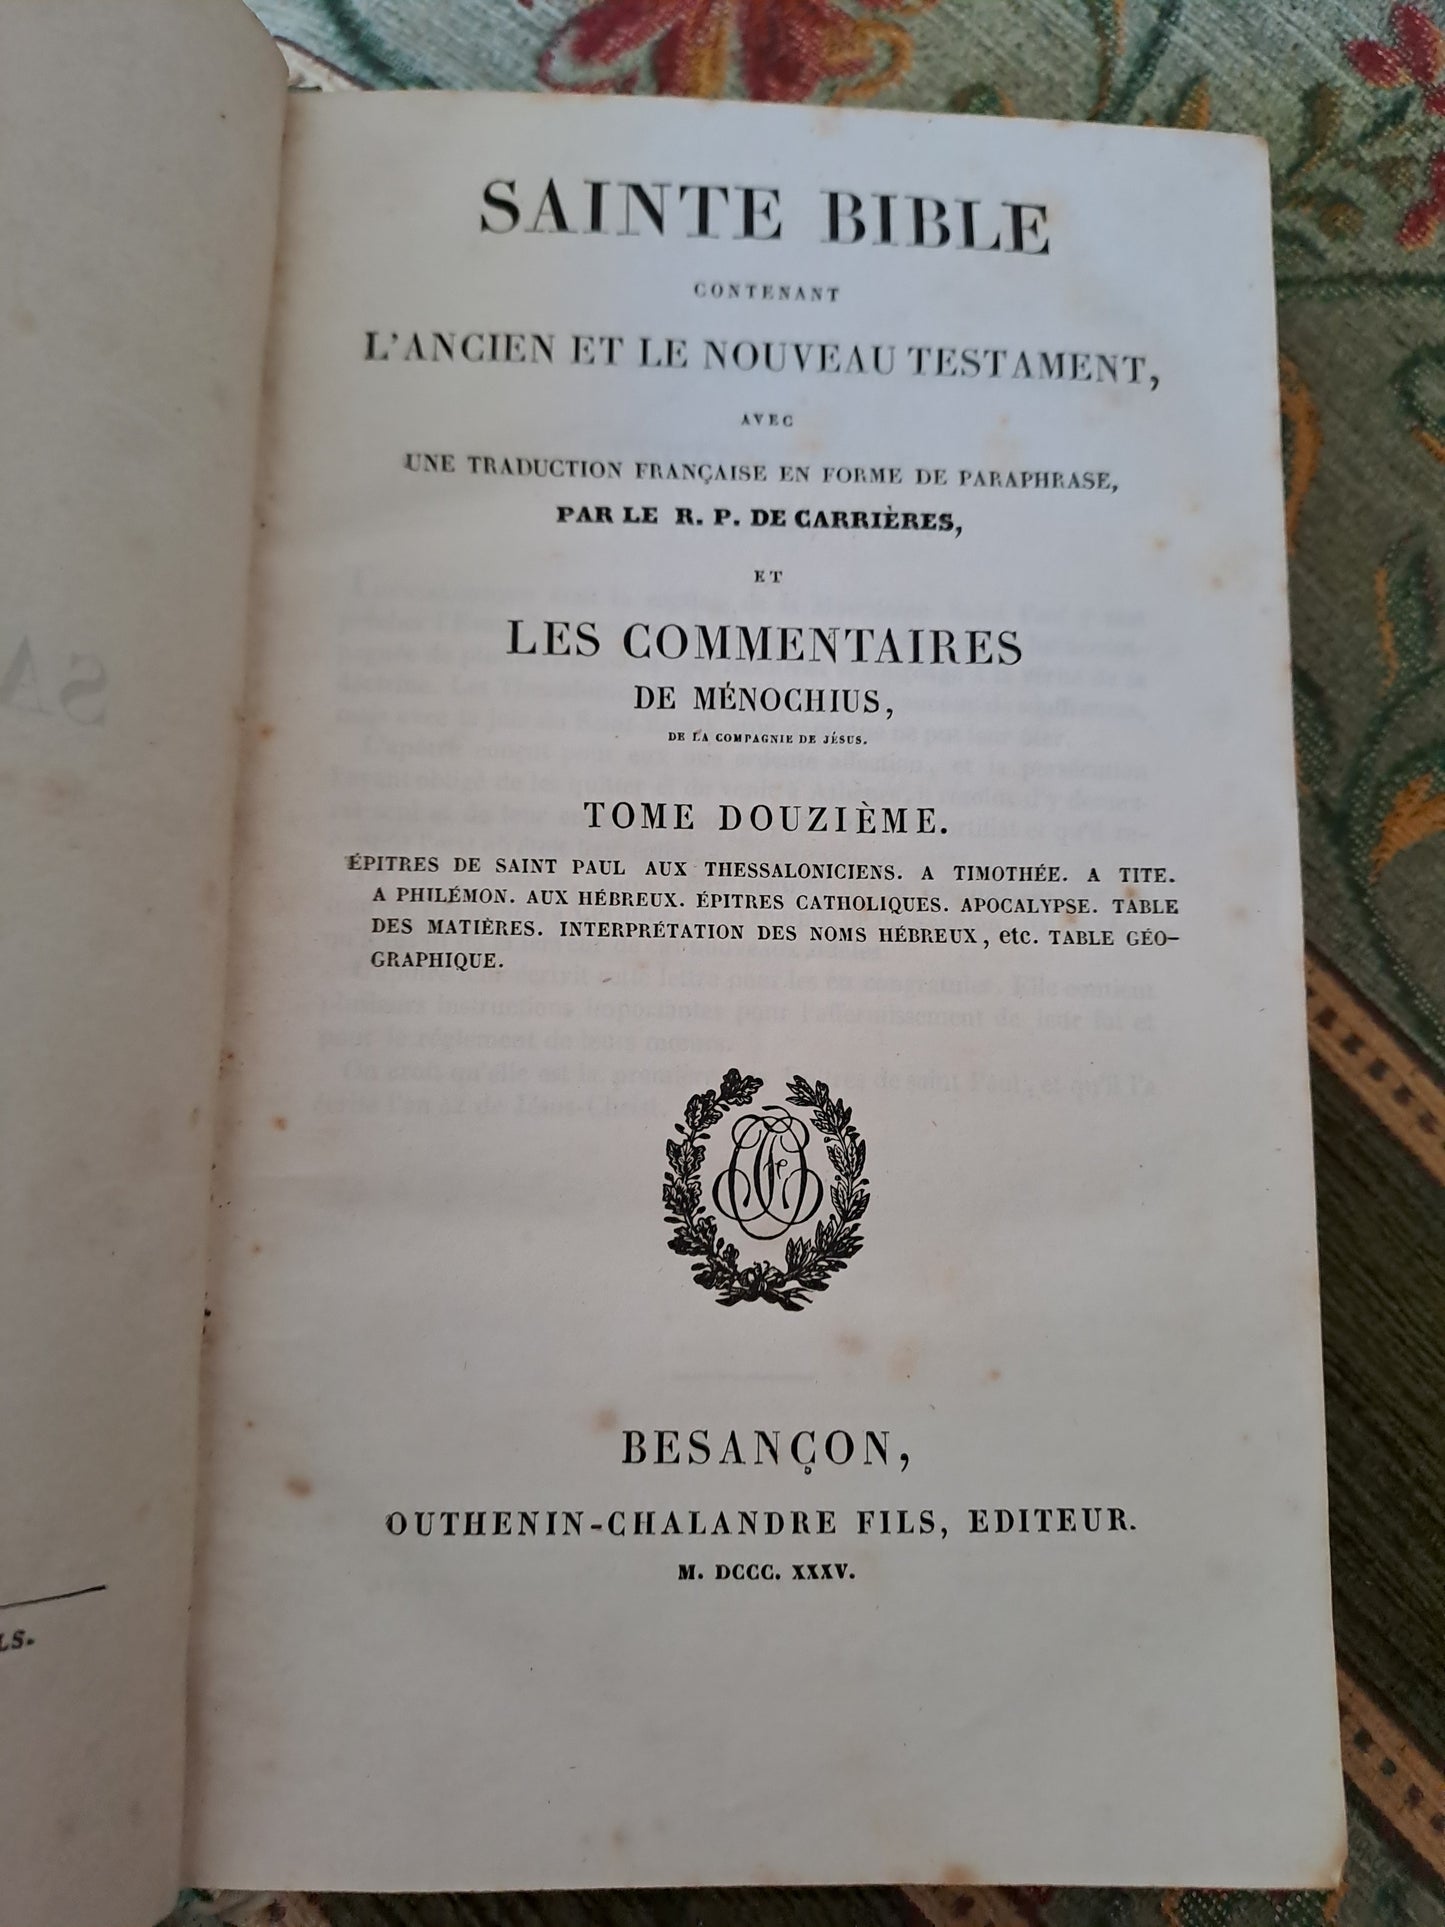 SAINTE BIBLE
CONTENANT
L'ANCIEN ET LE NOUVEAU TESTAMENT,
AVEC
UNE TRADUCTION FRANÇAISE EN FORME DE PARAPHRASE,
PAR LE R. P. DE CARRIÈRES,
ET
LES COMMENTAIRES
DE MÉNOCHIUS,
DE LA COMPAGNIE DE JÉSUS.
TOME DOUZIÈME.
ÉPITRES DE SAINT PAUL AUX THESSALONICIENS. A TIMOTHÉE. A TITE.
A PHILÉMON. AUX HÉBREUX. ÉPITRES CATHOLIQUES. APOCALYPSE. TABLE
DES MATIÈRES. INTERPRÉTATION DES NOMS HÉBREUX, etc. TABLE GÉO-
GRAPHIQUE.
BESANÇON,
OUTHENIN-CHALANDRE FILS, EDITEUR.
M. DCCC. XXXV.